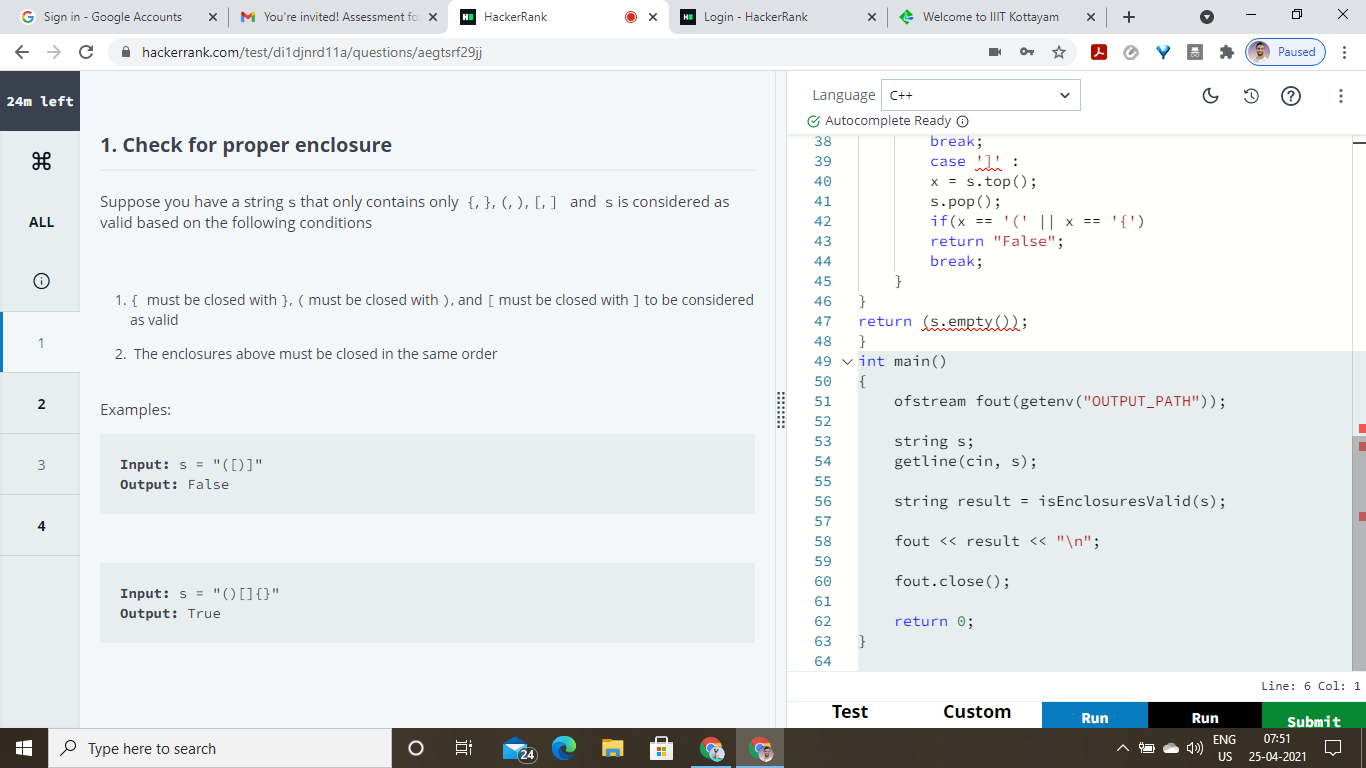 Sign in - Google Accounts
You're invited! Assessment fo
HackerRank
Login - HackerRank
Welcome to IIIT Kottayam
hackerrank.com/test/di1djnrd11a/questions/aegtsrf29jj
Paused
24m left
ALL
1
2
3
4
1. Check for proper enclosure
Suppose you have a string s that only contains only {, }, (, ), [, ] and s is considered as
valid based on the following conditions
1. { must be closed with }, ( must be closed with ), and [ must be closed with ] to be considered
as valid
2. The enclosures above must be closed in the same order
Examples:
Input: s = "([)]"
Output: False
Input: s = "()[]{}"
Output: True
Language C++
Autocomplete Ready
38 break;
39 case ']' :
40 x = s.top();
41 s.pop();
42 if(x == '(' || x == '{')
43 return "False";
44 break;
45 }
46 }
47 return (s.empty());
48 }
49 int main()
50 {
51 ofstream fout(getenv("OUTPUT_PATH"));
52
53 string s;
54 getline(cin, s);
55
56 string result = isEnclosuresValid(s);
57
58 fout << result << "\n";
59
60 fout.close();
61
62 return 0;
63 }
64
Line: 6 Col: 1
Test Custom Run Run Submit
Type here to search
24
ENG
US
07:51
25-04-2021